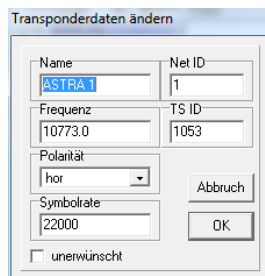 Transponderdaten ändern
Name
Net ID
ASTRA 1
1
Frequenz
TS ID
10773.0
1053
Polarität
hor
Abbruch
Symbolrate
22000
OK
unerwünscht